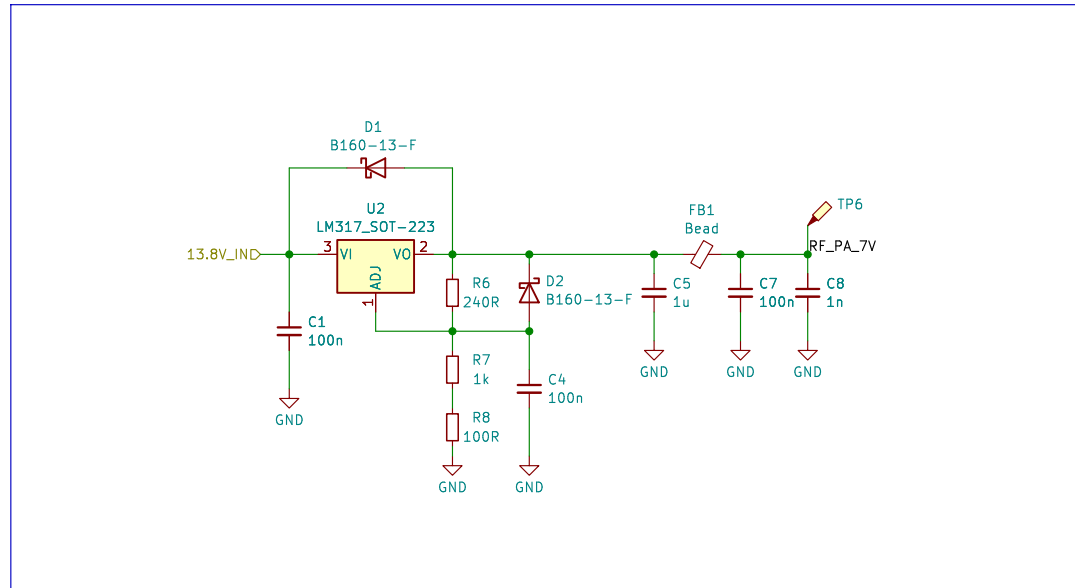 D1
B160-13-F
U2
LM317_SOT-223
13.8V_IN
3
VI
VO
2
ADJ
1
C1
100n
GND
R6
240R
D2
B160-13-F
R7
1k
R8
100R
GND
C4
100n
GND
C5
1u
GND
FB1
Bead
C7
100n
GND
TP6
RF_PA_7V
C8
1n
GND